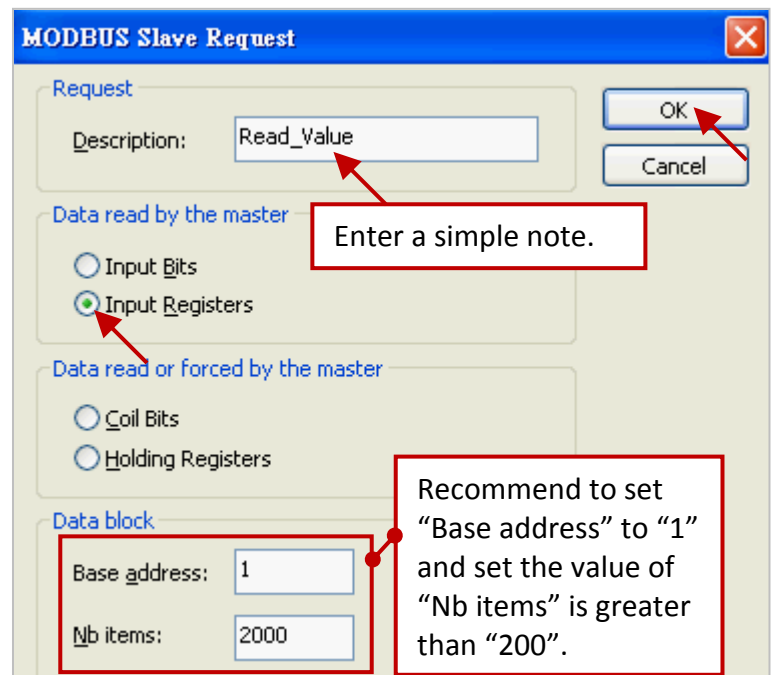 MODBUS Slave Request
Request
OK
Description:
Read_Value
Cancel
Data read by the master
Enter a simple note.
Input Bits
Input Registers
Data read or forced by the master
Coil Bits
Holding Registers
Recommend to set
“Base address” to “1”
and set the value of
“Nb items” is greater
than “200”.
Data block
Base address:
1
Nb items:
2000